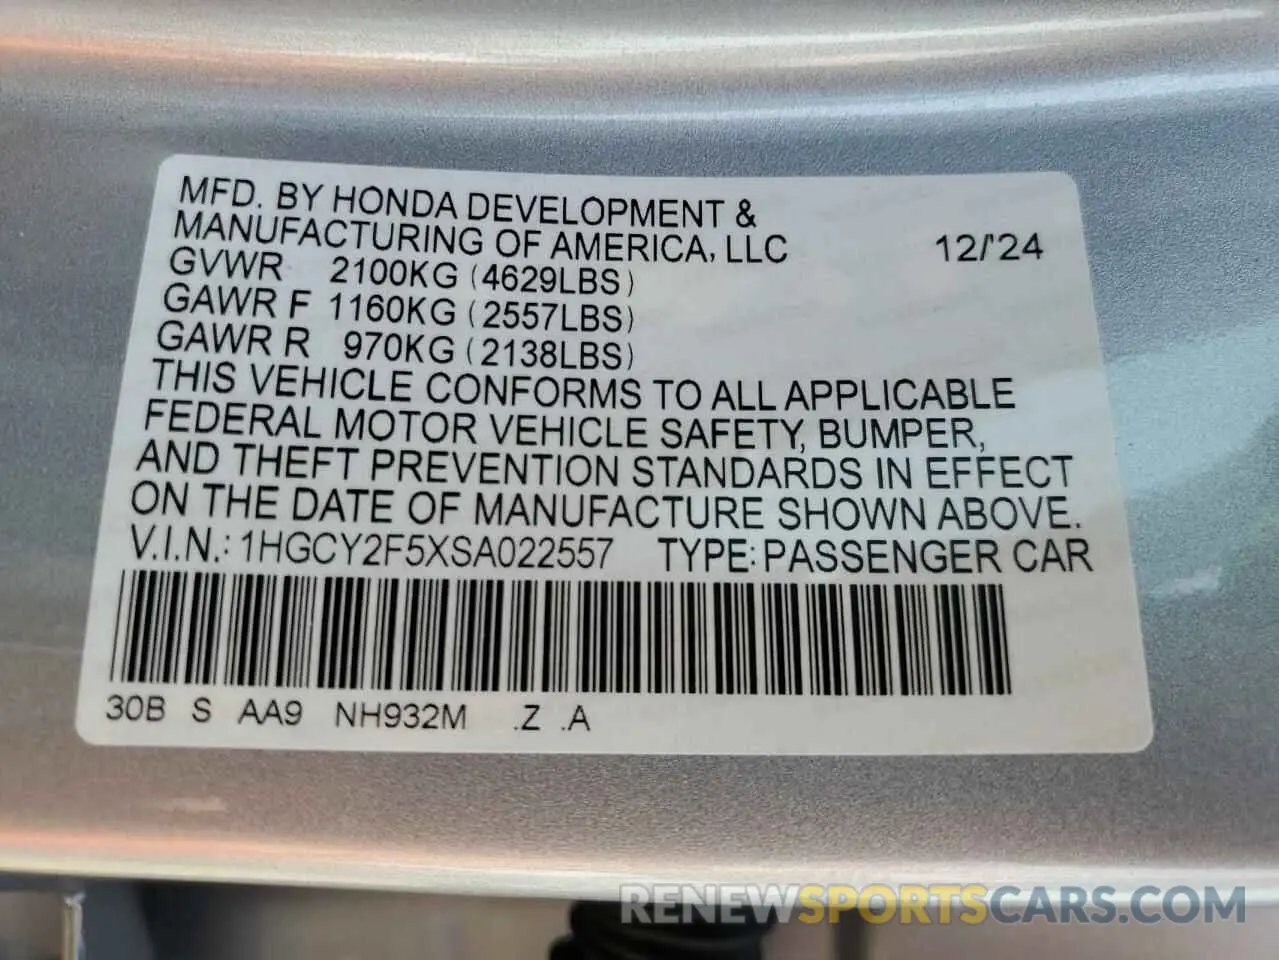 MFD. BY HONDA DEVELOPMENT &
MANUFACTURING OF AMERICA, LLC 12/'24
GVWR 2100KG (4629LBS)
GAWR F 1160KG (2557LBS)
GAWR R 970KG (2138LBS)
THIS VEHICLE CONFORMS TO ALL APPLICABLE
FEDERAL MOTOR VEHICLE SAFETY, BUMPER,
AND THEFT PREVENTION STANDARDS IN EFFECT
ON THE DATE OF MANUFACTURE SHOWN ABOVE.
V.I.N.: 1HGCY2F5XSA022557 TYPE: PASSENGER CAR
30B S AA9 NH932M .Z .A
RENEWSPORTSCARS.COM